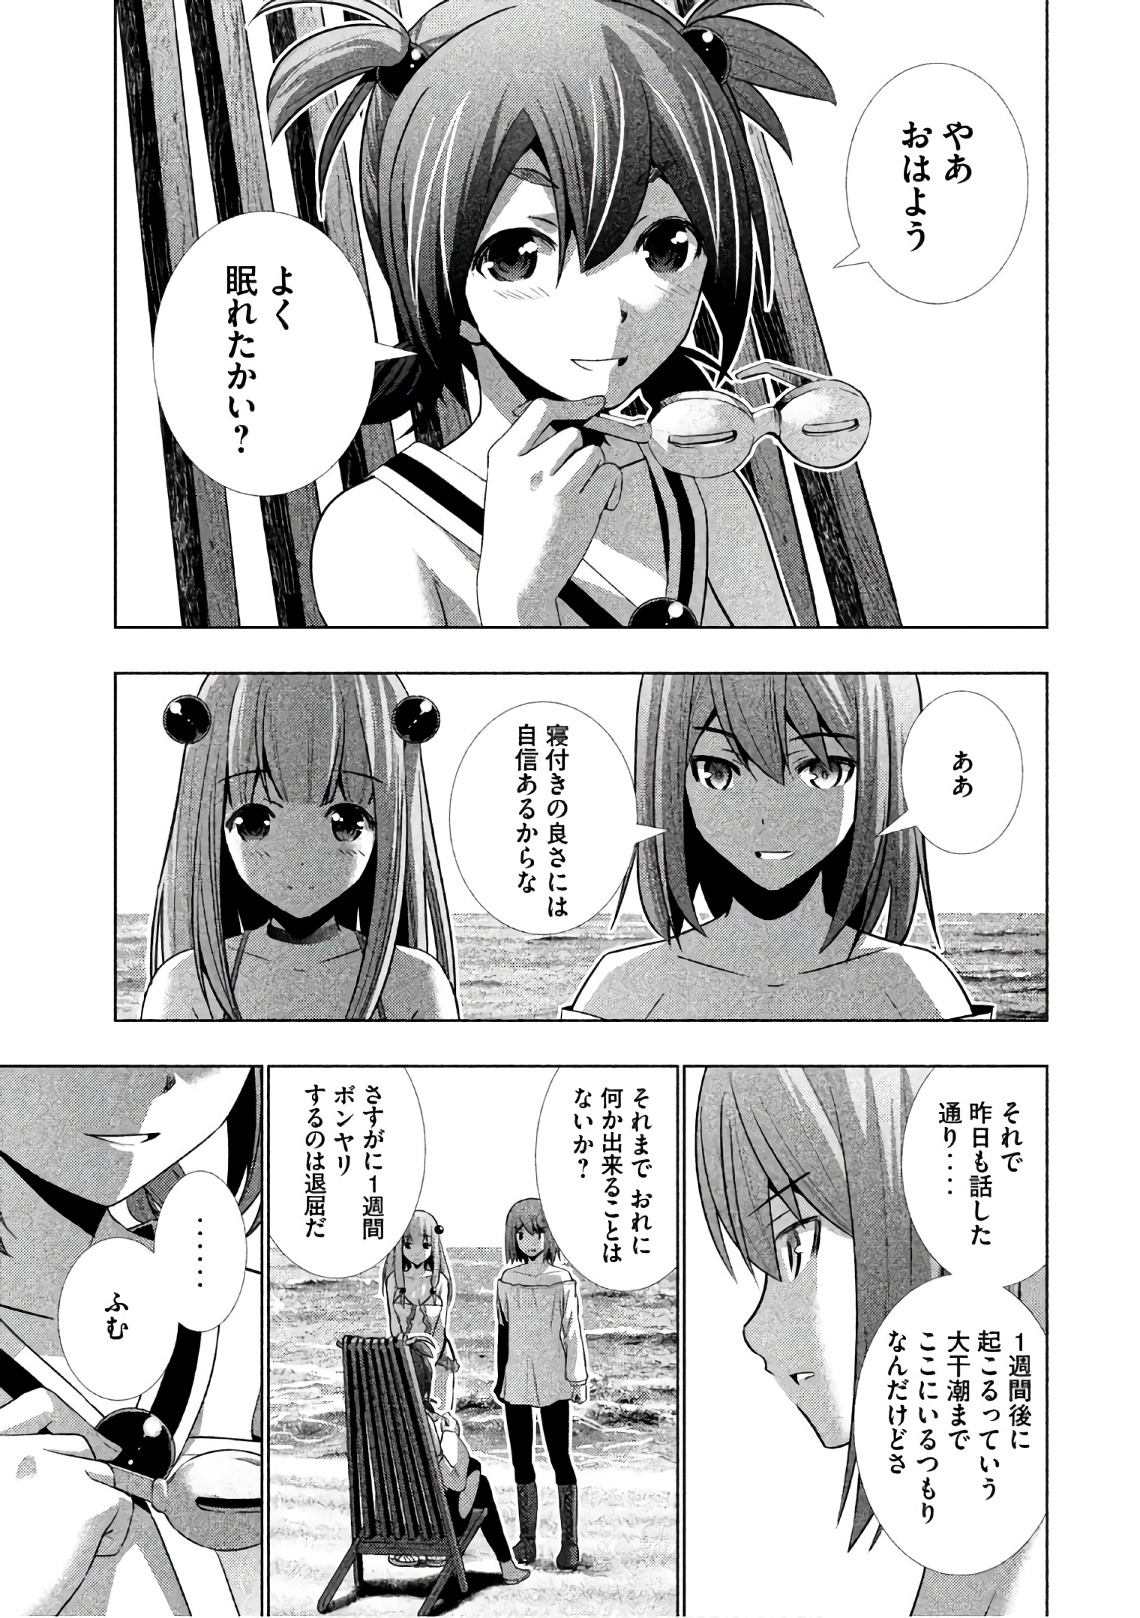 やあ
おはよう
よく
眠れたかい？
ああ
寝付きの良さには
自信あるからな
それで
昨日も話した
通り‥‥
１週間後に
起こるっていう
大干潮まで
ここにいるつもり
なんだけどさ
それまで おれに
何か出来ることは
ないか？
さすがに１週間
ボンヤリ
するのは退屈だ
‥‥‥
ふむ